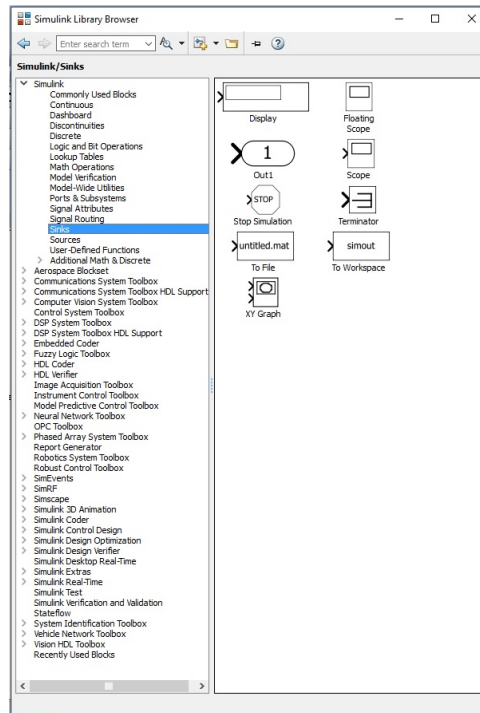 Simulink Library Browser
Enter search term
Simulink/Sinks
Simulink
Commonly Used Blocks
Continuous
Dashboard
Discontinuities
Discrete
Logic and Bit Operations
Lookup Tables
Math Operations
Model Verification
Model-Wide Utilities
Ports & Subsystems
Signal Attributes
Signal Routing
Sinks
Sources
User-Defined Functions
Additional Math & Discrete
Aerospace Blockset
Communications System Toolbox
Communications System Toolbox HDL Support
Computer Vision System Toolbox
Control System Toolbox
DSP System Toolbox
DSP System Toolbox HDL Support
Embedded Coder
Fuzzy Logic Toolbox
HDL Coder
HDL Verifier
Image Acquisition Toolbox
Instrument Control Toolbox
Model Predictive Control Toolbox
Neural Network Toolbox
OPC Toolbox
Phased Array System Toolbox
Report Generator
Robotics System Toolbox
Robust Control Toolbox
SimEvents
SimRF
Simscape
Simulink 3D Animation
Simulink Coder
Simulink Control Design
Simulink Design Optimization
Simulink Design Verifier
Simulink Desktop Real-Time
Simulink Extras
Simulink Real-Time
Simulink Test
Simulink Verification and Validation
Stateflow
System Identification Toolbox
Vehicle Network Toolbox
Vision HDL Toolbox
Recently Used Blocks
Display
Floating
Scope
1
Out1
Scope
STOP
Stop Simulation
Terminator
untitled.mat
To File
simout
To Workspace
XY Graph